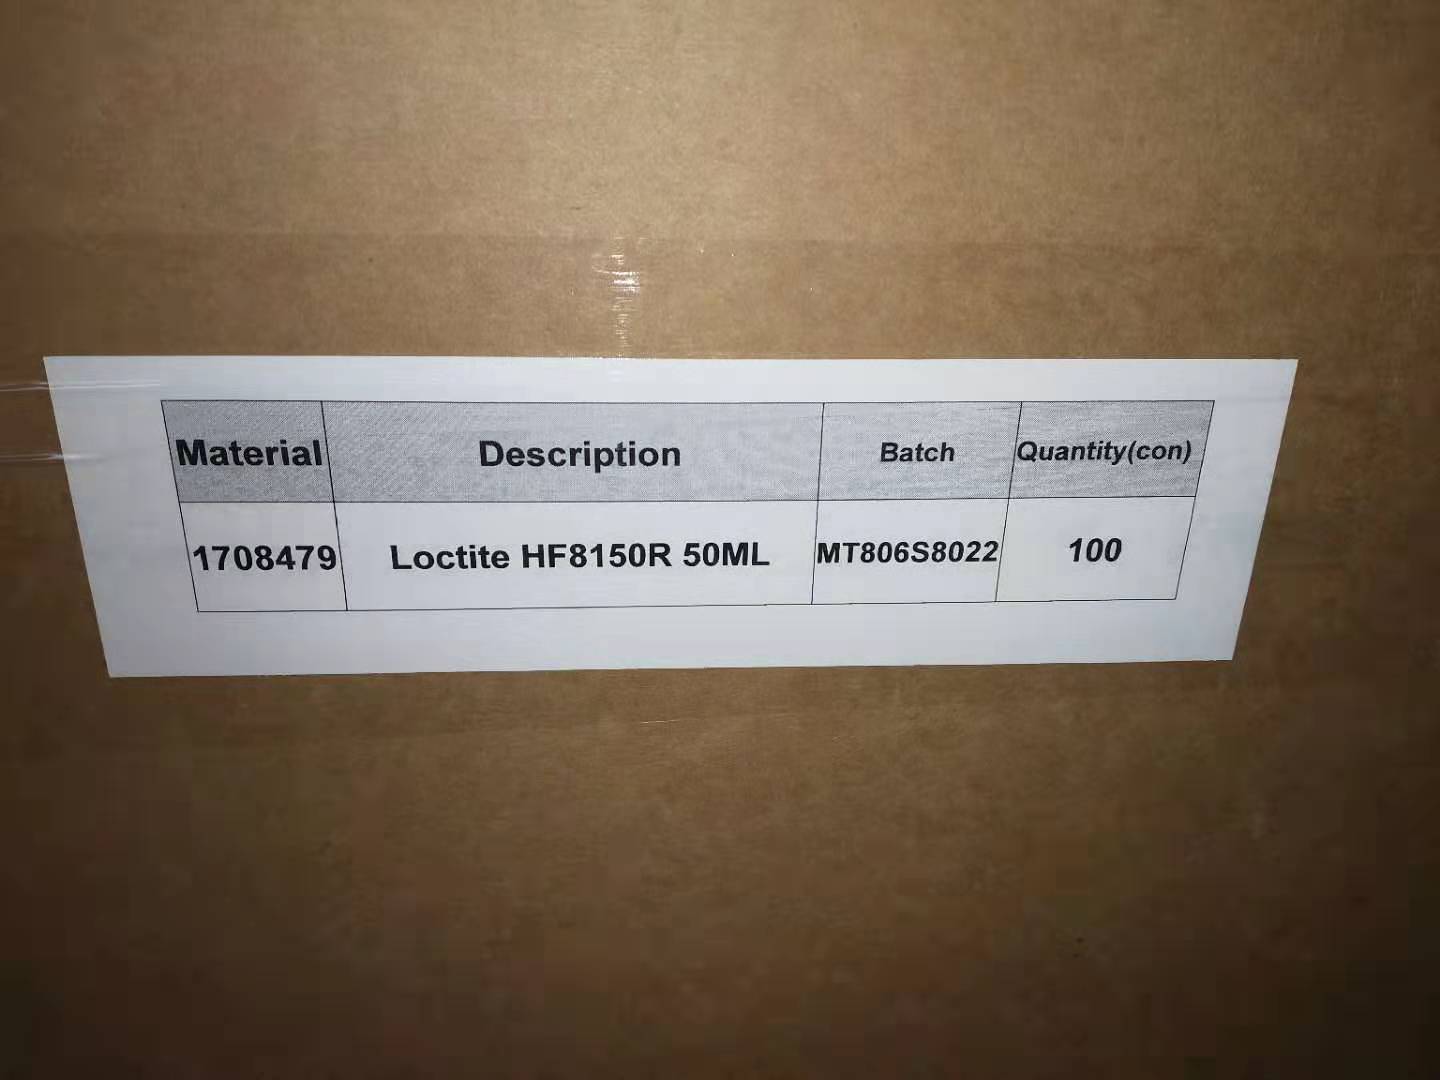 Material Description Batch Quantity(con)
1708479 Loctite HF8150R 50ML MT806S8022 100